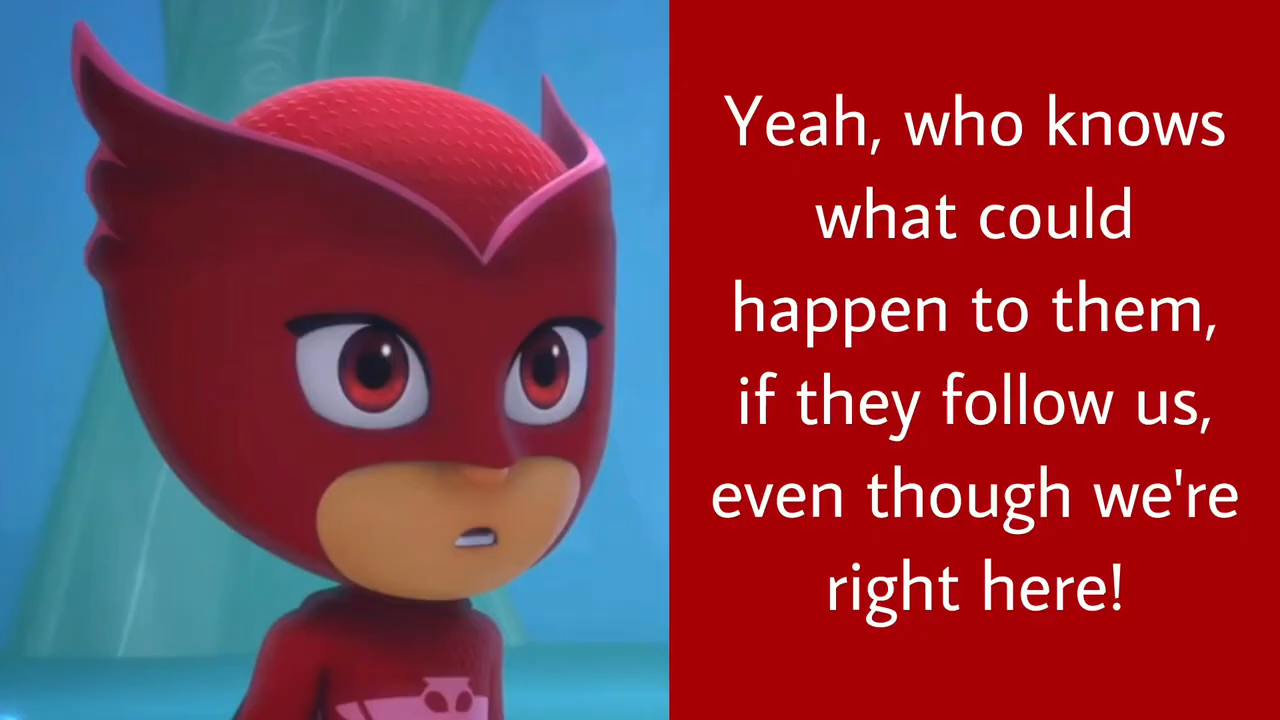 Yeah, who knows
what could
happen to them,
if they follow us,
even though we're
right here!